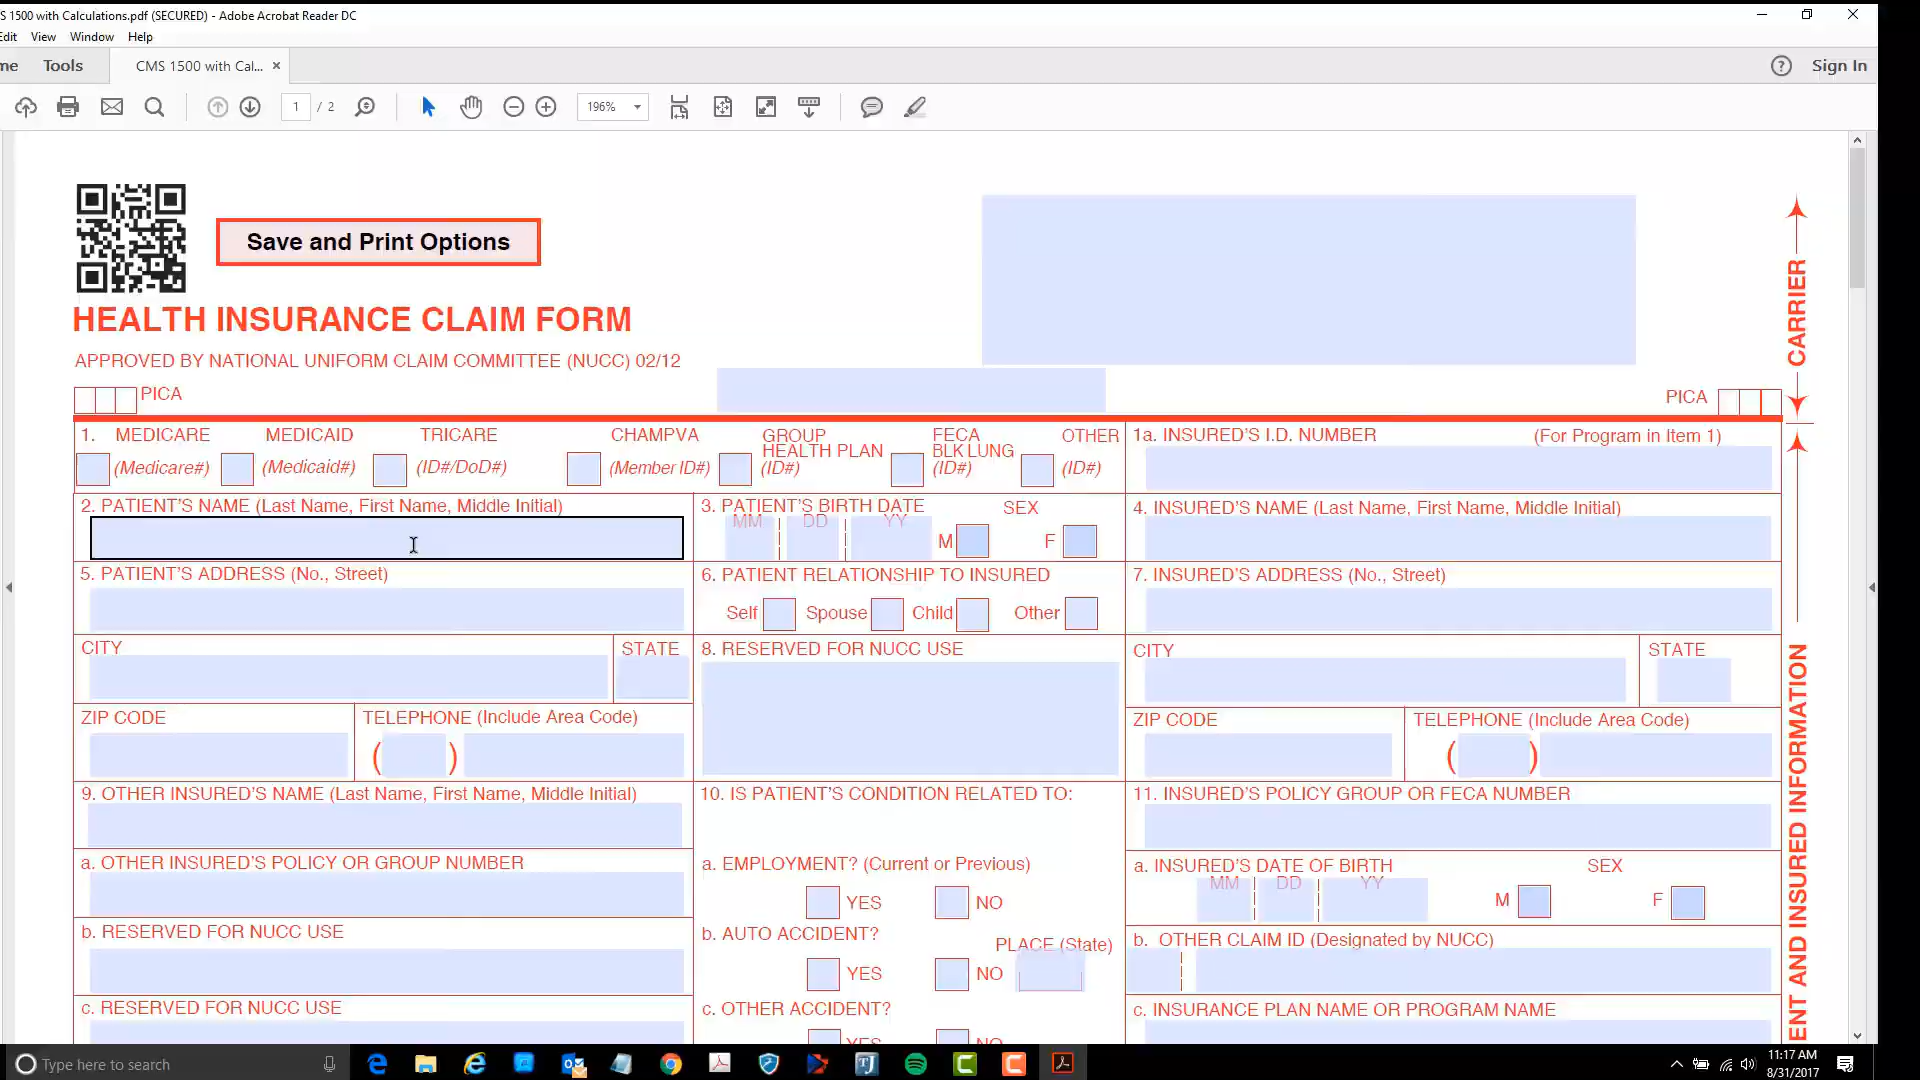 S 1500 with Calculations.pdf (SECURED) - Adobe Acrobat Reader DC
Edit View Window Help
me Tools CMS 1500 with Cal... × ? Sign In
1 / 2 196%
Save and Print Options
HEALTH INSURANCE CLAIM FORM
APPROVED BY NATIONAL UNIFORM CLAIM COMMITTEE (NUCC) 02/12
PICA PICA
CARRIER
1. MEDICARE MEDICAID TRICARE CHAMPVA GROUP HEALTH PLAN FECA BLK LUNG OTHER
(Medicare#) (Medicaid#) (ID#/DoD#) (Member ID#) (ID#) (ID#) (ID#)
1a. INSURED'S I.D. NUMBER (For Program in Item 1)
2. PATIENT'S NAME (Last Name, First Name, Middle Initial)
3. PATIENT'S BIRTH DATE SEX
MM DD YY M F
4. INSURED'S NAME (Last Name, First Name, Middle Initial)
5. PATIENT'S ADDRESS (No., Street)
6. PATIENT RELATIONSHIP TO INSURED
Self Spouse Child Other
7. INSURED'S ADDRESS (No., Street)
CITY STATE
8. RESERVED FOR NUCC USE
CITY STATE
ZIP CODE TELEPHONE (Include Area Code)
( )
ZIP CODE TELEPHONE (Include Area Code)
( )
9. OTHER INSURED'S NAME (Last Name, First Name, Middle Initial)
10. IS PATIENT'S CONDITION RELATED TO:
11. INSURED'S POLICY GROUP OR FECA NUMBER
a. OTHER INSURED'S POLICY OR GROUP NUMBER
a. EMPLOYMENT? (Current or Previous)
YES NO
a. INSURED'S DATE OF BIRTH SEX
MM DD YY M F
b. RESERVED FOR NUCC USE
b. AUTO ACCIDENT? PLACE (State)
YES NO
b. OTHER CLAIM ID (Designated by NUCC)
c. RESERVED FOR NUCC USE
c. OTHER ACCIDENT?
YES NO
c. INSURANCE PLAN NAME OR PROGRAM NAME
ENT AND INSURED INFORMATION
Type here to search
11:17 AM
8/31/2017